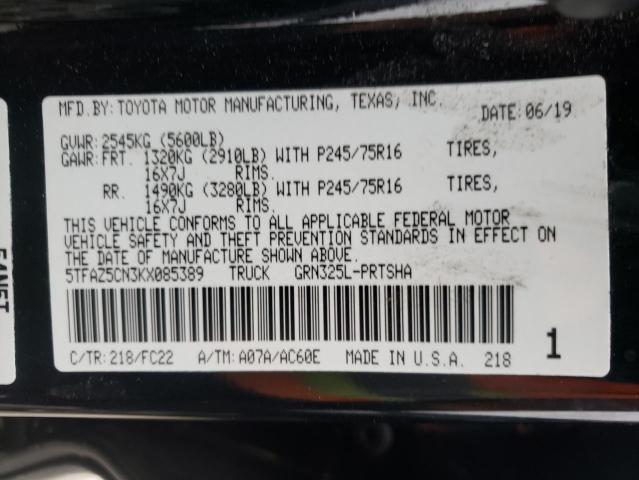 MFD.BY: TOYOTA MOTOR MANUFACTURING, TEXAS, INC. DATE: 06/19
GVWR: 2545KG (5600LB)
GAWR: FRT. 1320KG (2910LB) WITH P245/75R16 TIRES,
16X7J RIMS.
RR. 1490KG (3280LB) WITH P245/75R16 TIRES,
16X7J RIMS.
THIS VEHICLE CONFORMS TO ALL APPLICABLE FEDERAL MOTOR
VEHICLE SAFETY AND THEFT PREVENTION STANDARDS IN EFFECT ON
THE DATE OF MANUFACTURE SHOWN ABOVE.
5TFAZ5CN3KX085389 TRUCK GRN325L-PRTSHA
C/TR: 218/FC22 A/TM: A07A/AC60E MADE IN U.S.A. 218 1